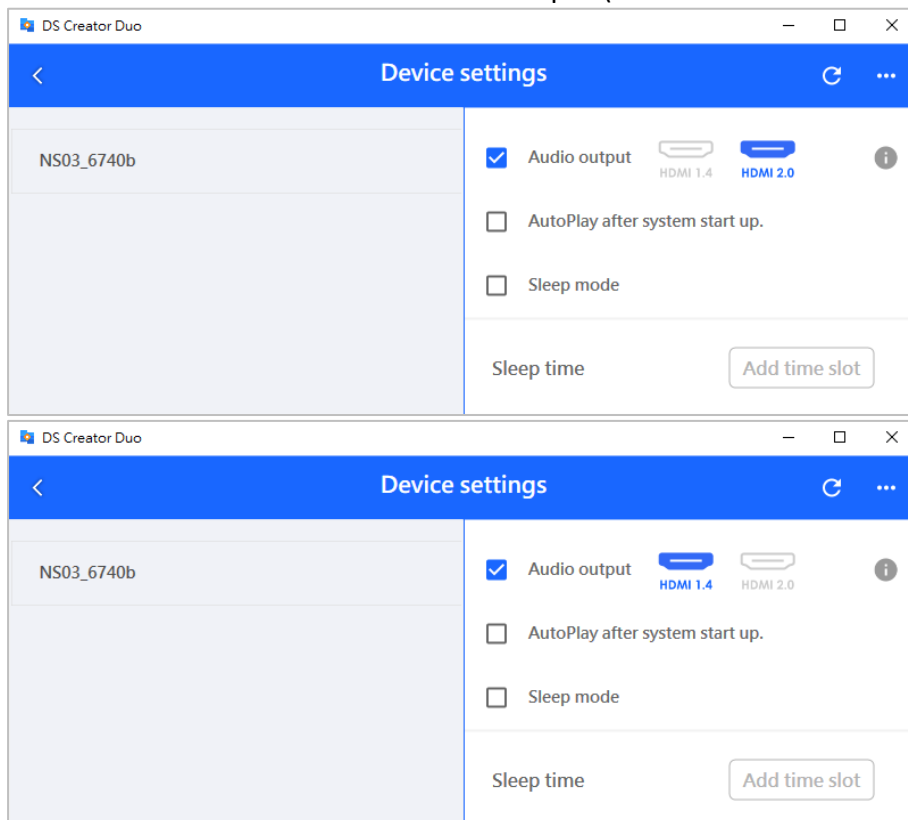 DS Creator Duo
Device settings
NS03_6740b
Audio output
HDMI 1.4
HDMI 2.0
AutoPlay after system start up.
Sleep mode
Sleep time
Add time slot
DS Creator Duo
Device settings
NS03_6740b
Audio output
HDMI 1.4
HDMI 2.0
AutoPlay after system start up.
Sleep mode
Sleep time
Add time slot